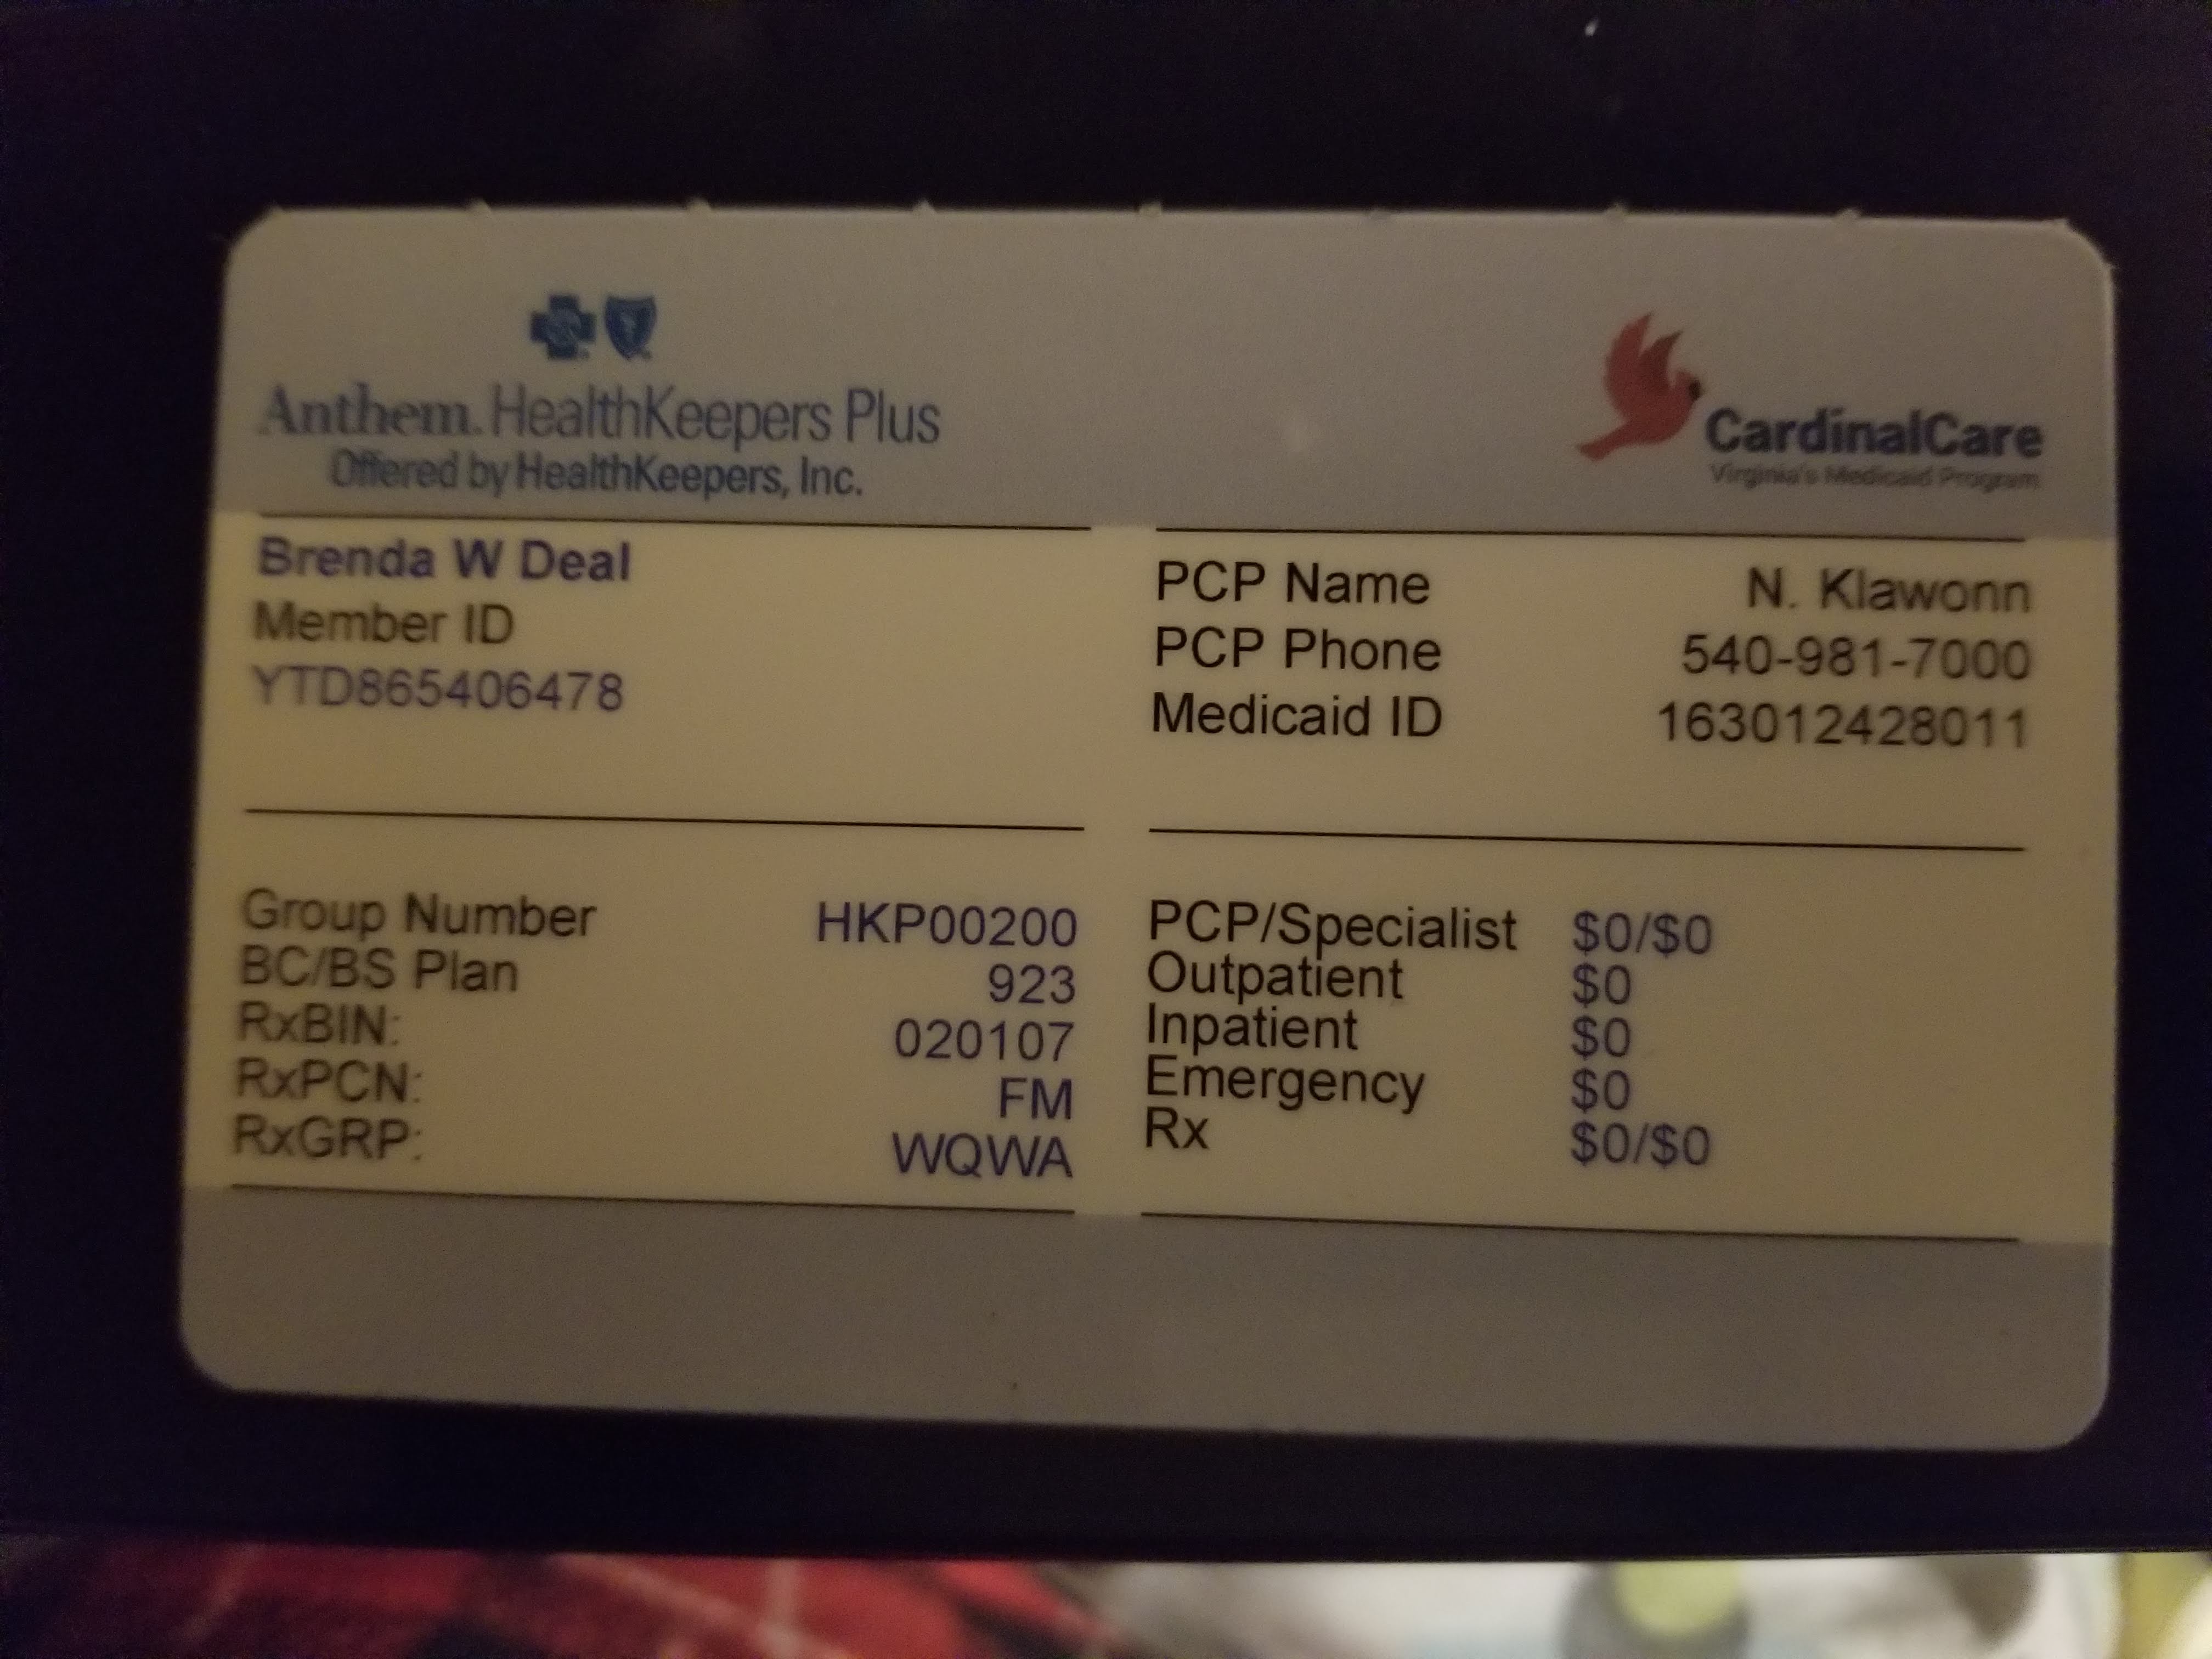 Anthem HealthKeepers Plus
Offered by HealthKeepers, Inc.
CardinalCare
Virginia's Medicaid Program
Brenda W Deal
Member ID
YTD865406478
PCP Name N. Klawonn
PCP Phone 540-981-7000
Medicaid ID 163012428011
Group Number HKP00200
BC/BS Plan 923
RxBIN: 020107
RxPCN: FM
RxGRP: WQWA
PCP/Specialist $0/$0
Outpatient $0
Inpatient $0
Emergency $0
Rx $0/$0